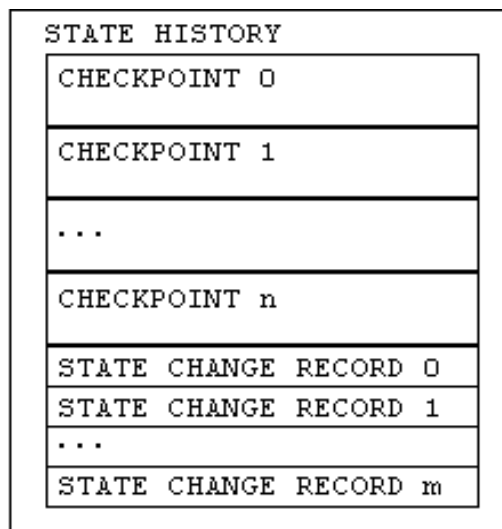 STATE HISTORY
CHECKPOINT 0
CHECKPOINT 1
...
CHECKPOINT n
STATE CHANGE RECORD 0
STATE CHANGE RECORD 1
...
STATE CHANGE RECORD m